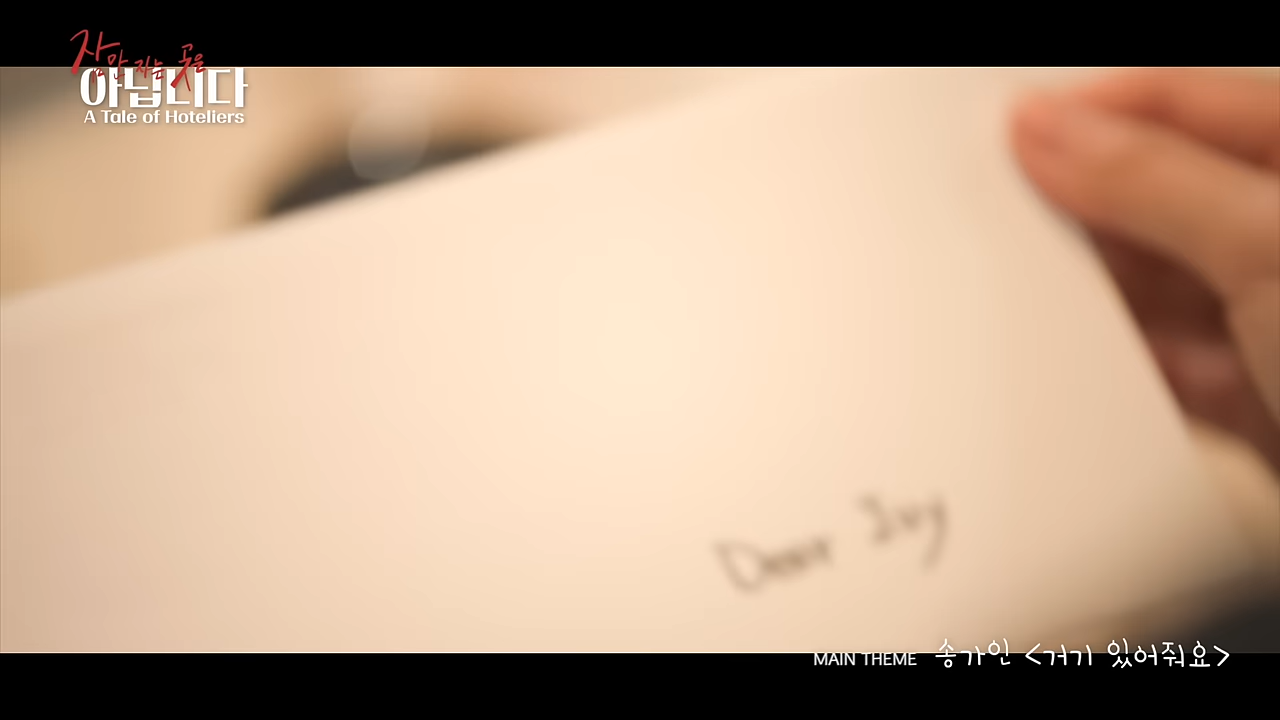 잠만 자는 곳은
아닙니다
A Tale of Hoteliers
Dear Ivy
MAIN THEME 송가인 <거기 있어줘요>